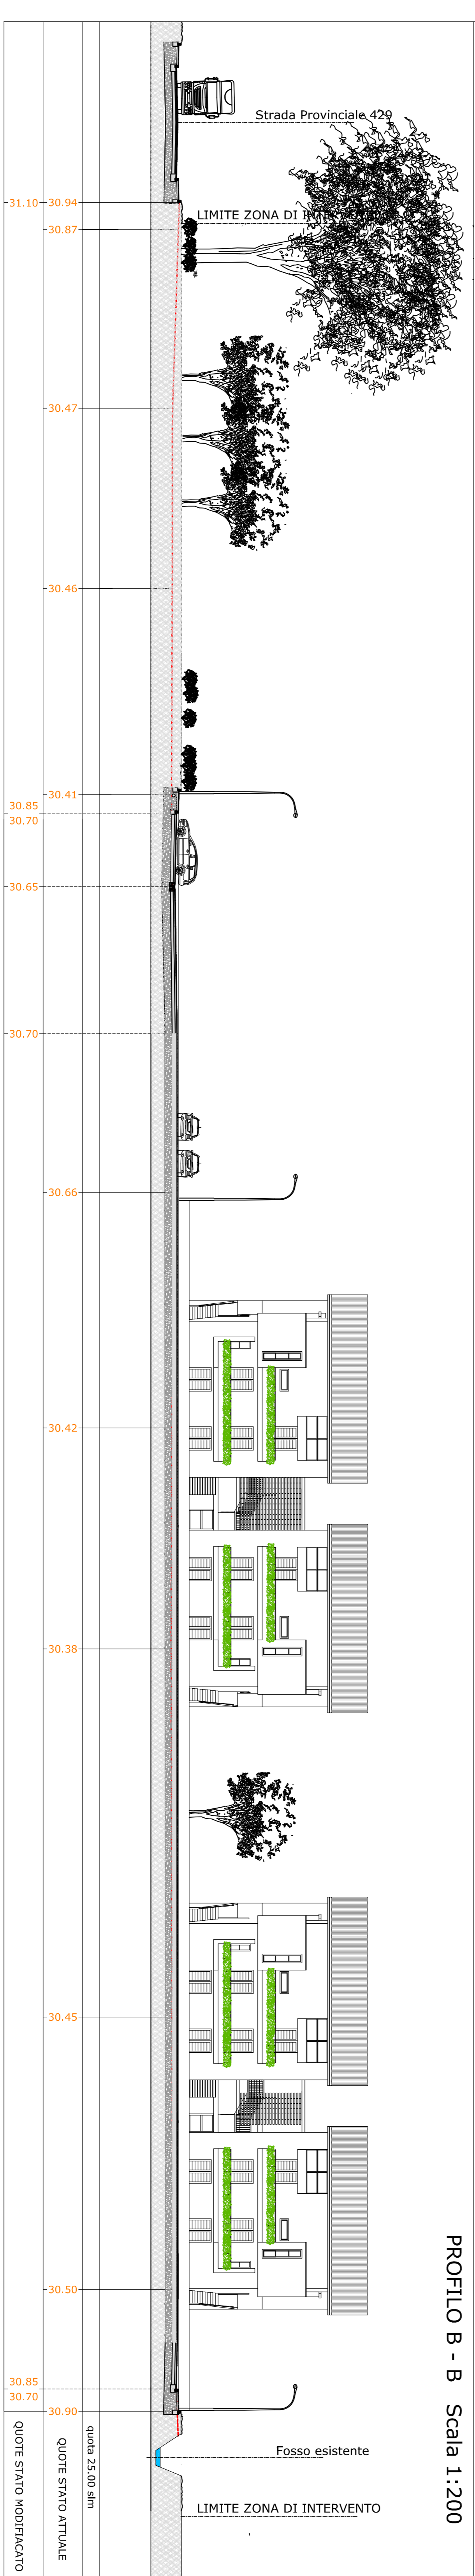 PROFILO B - B Scala 1:200
Strada Provinciale 429
LIMITE ZONA DI
Fosso esistente
LIMITE ZONA DI INTERVENTO
quota 25.00 slm
30.94
30.87
30.47
30.46
30.41
30.66
30.42
30.38
30.45
30.50
30.90
QUOTE STATO ATTUALE
31.10
30.85
30.70
30.65
30.70
30.85
30.70
QUOTE STATO MODIFIACATO